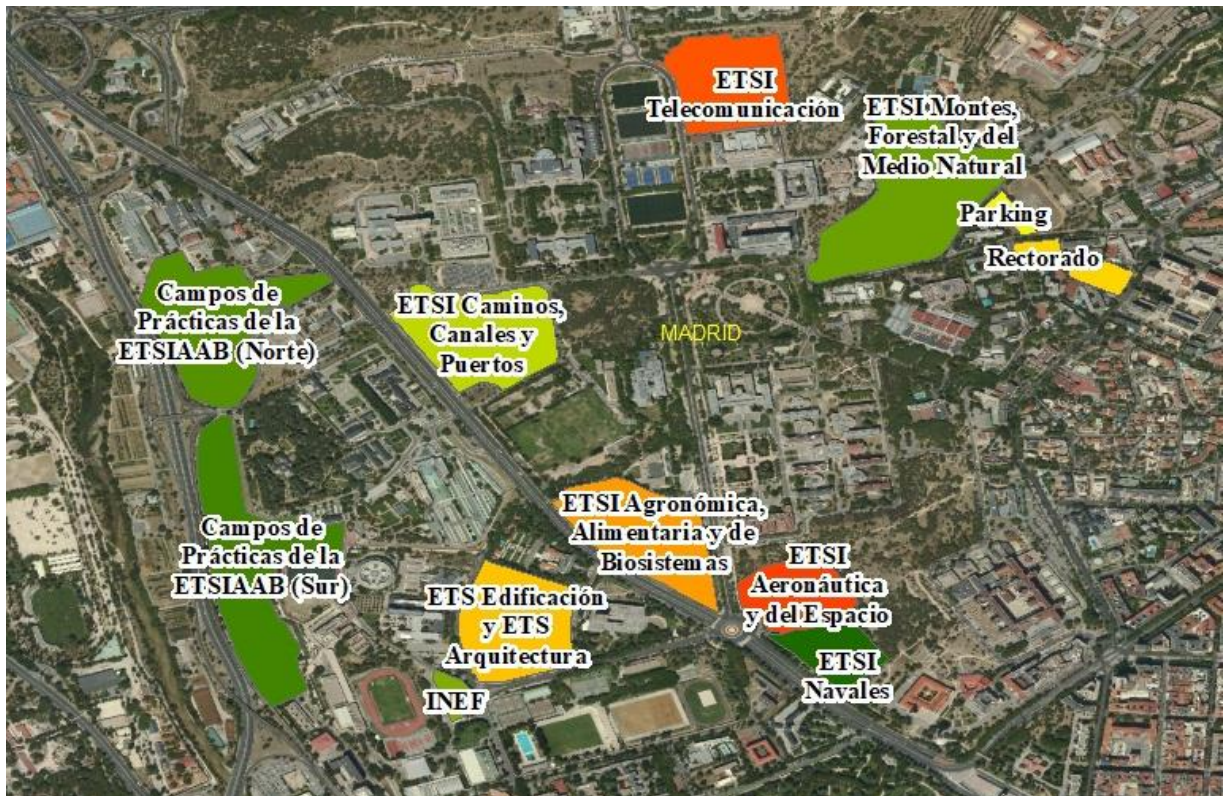 ETSI
Telecomunicación
ETSI Montes,
Forestal y del
Medio Natural
Parking
Rectorado
Campos de
Prácticas de la
ETSIAAB (Norte)
ETSI Caminos,
Canales y
Puertos
MADRID
ETSI Agronómica,
Alimentaria y de
Biosistemas
Campos de
Prácticas de la
ETSIAAB (Sur)
ETSI
Aeronáutica
y del Espacio
ETS Edificación
y ETS
Arquitectura
ETSI
Navales
INEF